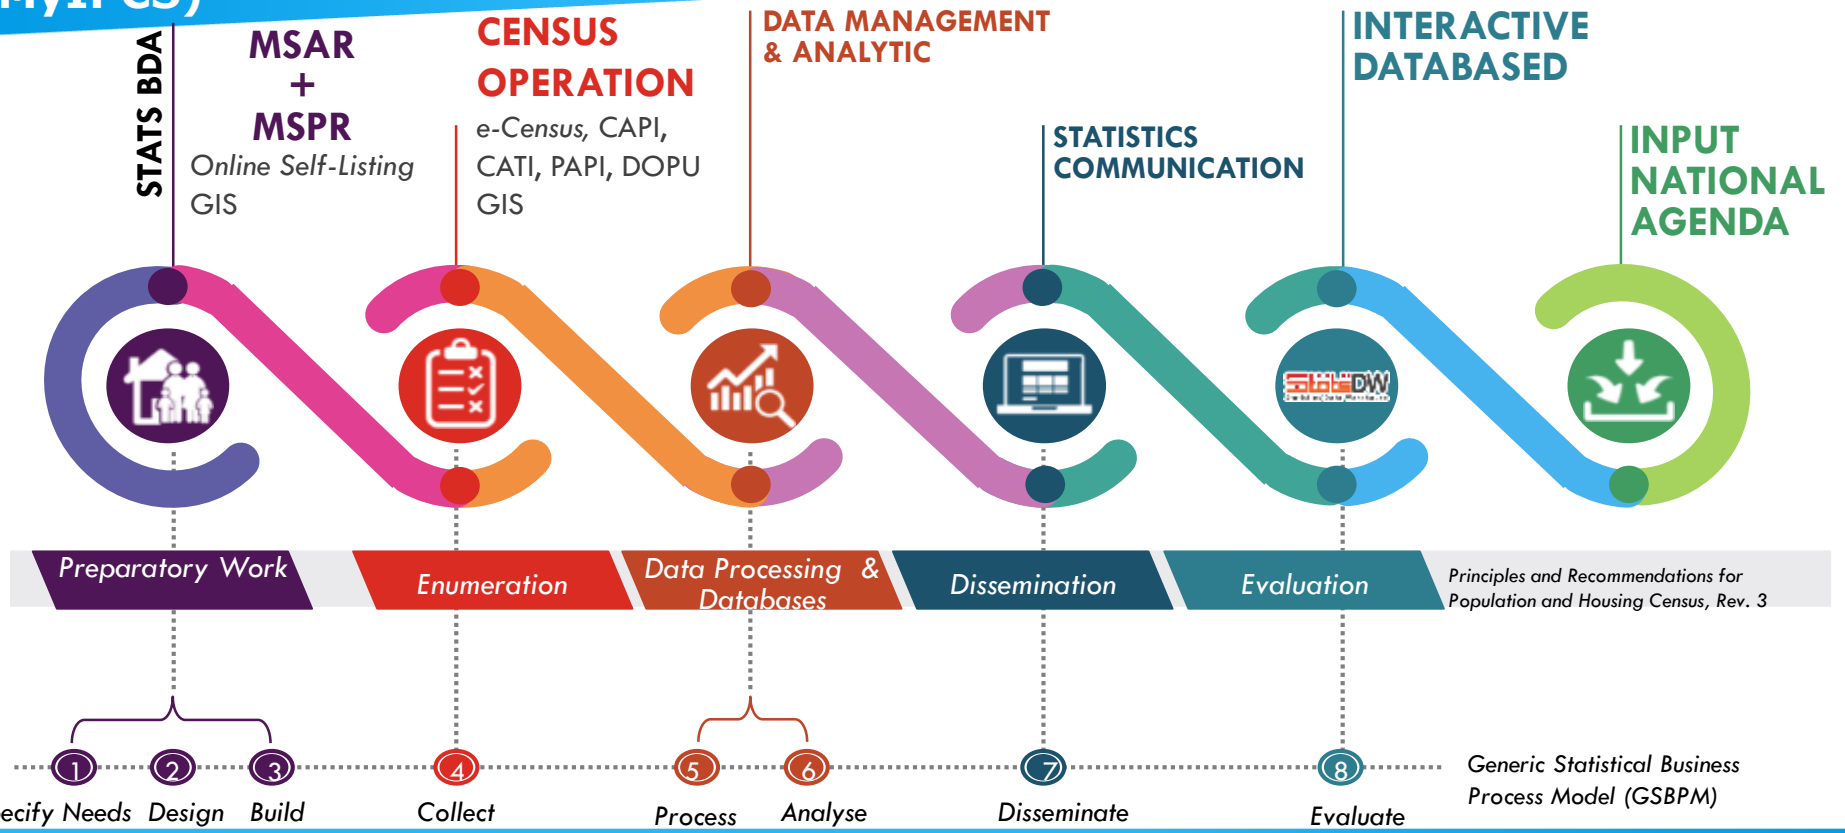 MyIPCS)
STATS BDA
MSAR
+
MSPR
Online Self-Listing
GIS
CENSUS
OPERATION
e-Census, CAPI,
CATI, PAPI, DOPU
GIS
DATA MANAGEMENT
& ANALYTIC
STATISTICS
COMMUNICATION
INTERACTIVE
DATABASED
INPUT
NATIONAL
AGENDA
DW
Preparatory Work
Enumeration
Data Processing &
Databases
Dissemination
Evaluation
Principles and Recommendations for
Population and Housing Census, Rev. 3
1 2 3 4 5 6 7 8
Generic Statistical Business
Process Model (GSBPM)
ecify Needs
Design
Build
Collect
Process
Analyse
Disseminate
Evaluate